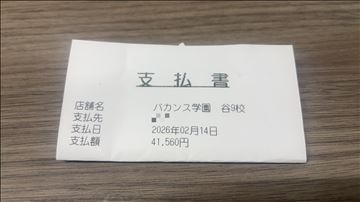 支払書
店舗名 バカンス学園 谷9校
支払先
支払日 2026年02月14日
支払額 41,560円